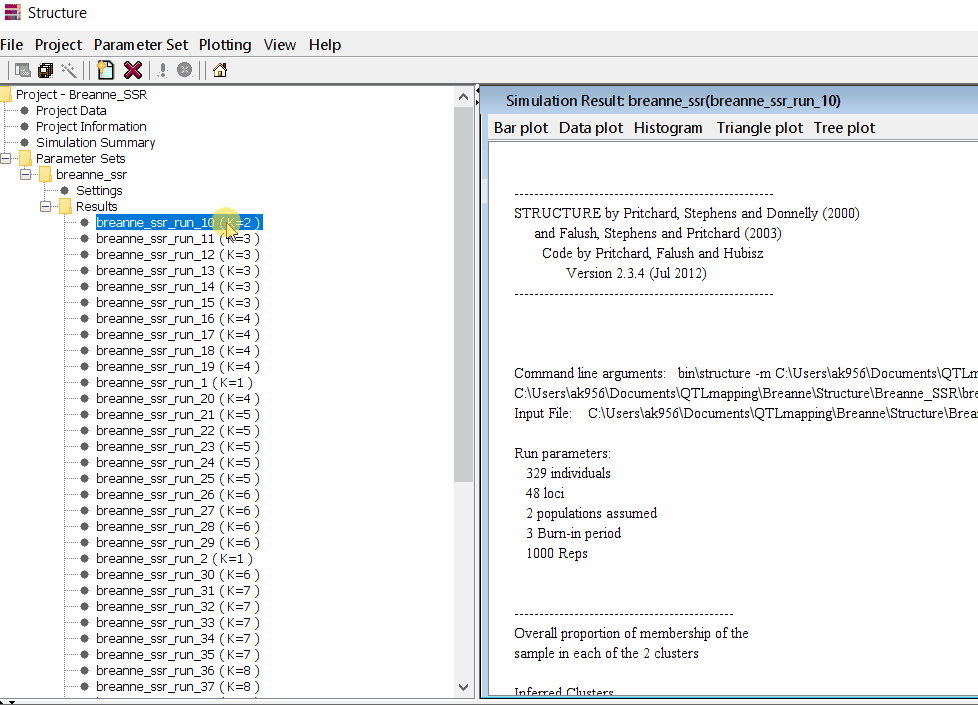 Structure
File Project Parameter Set Plotting View Help
Project - Breanne_SSR
Project Data
Project Information
Simulation Summary
Parameter Sets
breanne_ssr
Settings
Results
breanne_ssr_run_10 ( K=2 )
breanne_ssr_run_11 ( K=3 )
breanne_ssr_run_12 ( K=3 )
breanne_ssr_run_13 ( K=3 )
breanne_ssr_run_14 ( K=3 )
breanne_ssr_run_15 ( K=3 )
breanne_ssr_run_16 ( K=4 )
breanne_ssr_run_17 ( K=4 )
breanne_ssr_run_18 ( K=4 )
breanne_ssr_run_19 ( K=4 )
breanne_ssr_run_1 ( K=1 )
breanne_ssr_run_20 ( K=4 )
breanne_ssr_run_21 ( K=5 )
breanne_ssr_run_22 ( K=5 )
breanne_ssr_run_23 ( K=5 )
breanne_ssr_run_24 ( K=5 )
breanne_ssr_run_25 ( K=5 )
breanne_ssr_run_26 ( K=6 )
breanne_ssr_run_27 ( K=6 )
breanne_ssr_run_28 ( K=6 )
breanne_ssr_run_29 ( K=6 )
breanne_ssr_run_2 ( K=1 )
breanne_ssr_run_30 ( K=6 )
breanne_ssr_run_31 ( K=7 )
breanne_ssr_run_32 ( K=7 )
breanne_ssr_run_33 ( K=7 )
breanne_ssr_run_34 ( K=7 )
breanne_ssr_run_35 ( K=7 )
breanne_ssr_run_36 ( K=8 )
breanne_ssr_run_37 ( K=8 )
Simulation Result: breanne_ssr(breanne_ssr_run_10)
Bar plot Data plot Histogram Triangle plot Tree plot
----------------------------------------------------
STRUCTURE by Pritchard, Stephens and Donnelly (2000)
and Falush, Stephens and Pritchard (2003)
Code by Pritchard, Falush and Hubisz
Version 2.3.4 (Jul 2012)
----------------------------------------------------
Command line arguments: bin\structure -m C:\Users\ak956\Documents\QTLm
C:\Users\ak956\Documents\QTLmapping\Breanne\Structure\Breanne_SSR\bre
Input File: C:\Users\ak956\Documents\QTLmapping\Breanne\Structure\Brea
Run parameters:
329 individuals
48 loci
2 populations assumed
3 Burn-in period
1000 Reps
--------------------------------------------
Overall proportion of membership of the
sample in each of the 2 clusters
Inferred Clusters